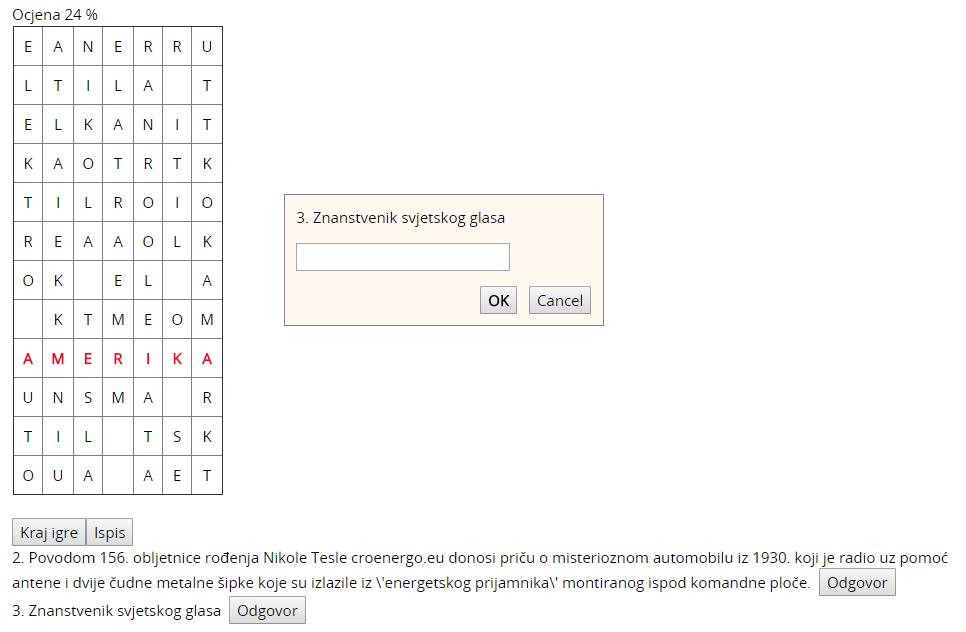 Ocjena 24 %
E A N E R R U
L T I L A T
E L K A N I T
K A O T R T K
T I L R O I O
R E A A O L K
O K E L A
K T M E O M
A M E R I K A
U N S M A R
T I L T S K
O U A A E T
3. Znanstvenik svjetskog glasa
OK Cancel
Kraj igre Ispis
2. Povodom 156. obljetnice rođenja Nikole Tesle croenergo.eu donosi priču o misterioznom automobilu iz 1930. koji je radio uz pomoć
antene i dvije čudne metalne šipke koje su izlazile iz \'energetskog prijamnika\' montiranog ispod komandne ploče. Odgovor
3. Znanstvenik svjetskog glasa Odgovor